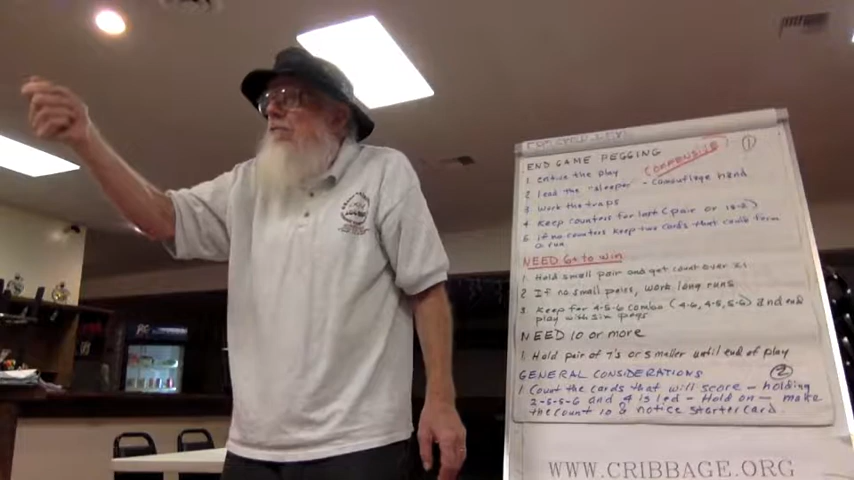 END GAME PEGGING
OFFENSIVE
①
1. entice the play
2 lead the "sleeper" - camouflage hand
3 work the traps
4 Keep counters for last (pair or 15-2)
5 if no counters keep two cards that could form
a run
NEED 6+ to win
1. Hold small pair and get count over 21
2 If no small pairs, work long runs
3. Keep for 4-5-6 combo (4-6, 4-5, 5-6) and end
play with six pegs
NEED 10 or more
1 Hold pair of 7's or smaller until end of play
②
GENERAL CONSIDERATIONS
1 Count the cards that will score - holding
2-5-5-6 and 4 is led - Hold on - make
the count 10 & notice starter card
WWW.CRIBBAGE.ORG